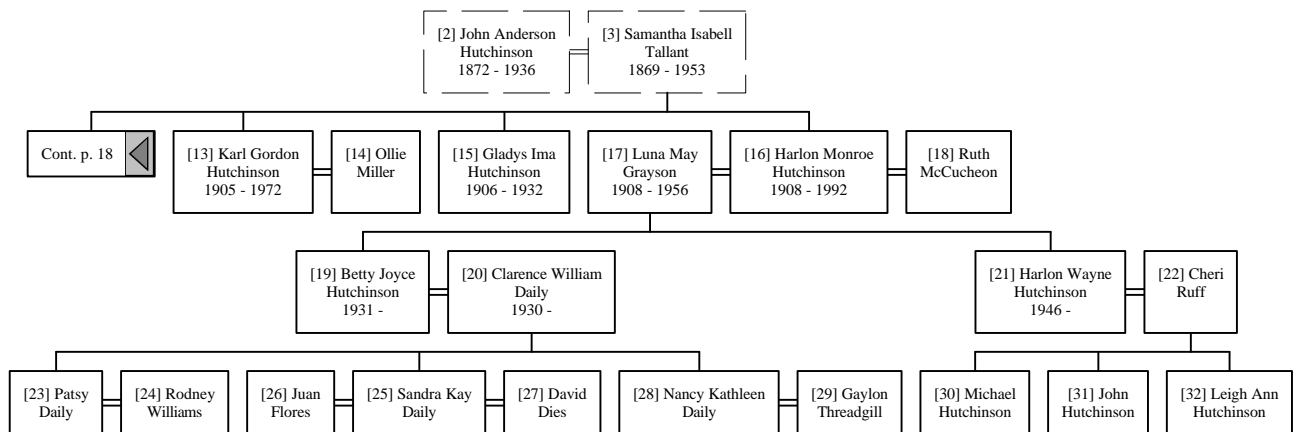 [2] John Anderson
Hutchinson
1872 - 1936
[3] Samantha Isabell
Tallant
1869 - 1953
Cont. p. 18
[13] Karl Gordon
Hutchinson
1905 - 1972
[14] Ollie
Miller
[15] Gladys Ima
Hutchinson
1906 - 1932
[17] Luna May
Grayson
1908 - 1956
[16] Harlon Monroe
Hutchinson
1908 - 1992
[18] Ruth
McCucheon
[19] Betty Joyce
Hutchinson
1931 -
[20] Clarence William
Daily
1930 -
[21] Harlon Wayne
Hutchinson
1946 -
[22] Cheri
Ruff
[23] Patsy
Daily
[24] Rodney
Williams
[26] Juan
Flores
[25] Sandra Kay
Daily
[27] David
Dies
[28] Nancy Kathleen
Daily
[29] Gaylon
Threadgill
[30] Michael
Hutchinson
[31] John
Hutchinson
[32] Leigh Ann
Hutchinson